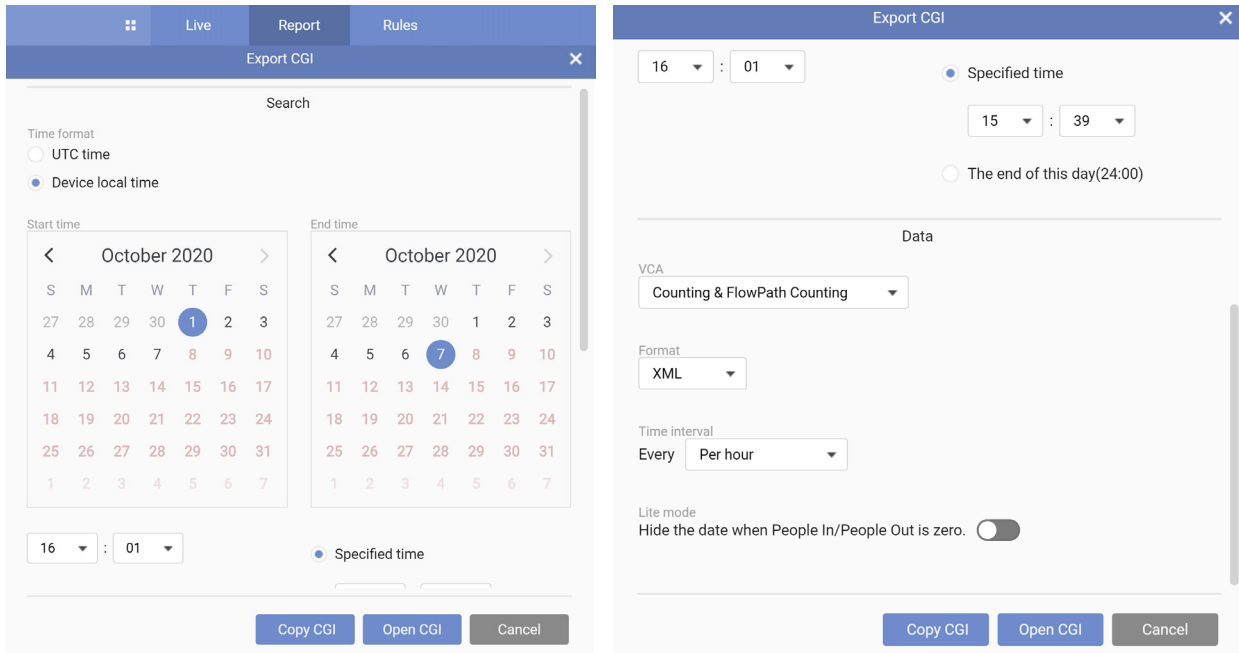 Live Report Rules
Export CGI
Search
Time format
UTC time
Device local time
Start time End time
October 2020 October 2020
S M T W T F S S M T W T F S
27 28 29 30 1 2 3 27 28 29 30 1 2 3
4 5 6 7 8 9 10 4 5 6 7 8 9 10
11 12 13 14 15 16 17 11 12 13 14 15 16 17
18 19 20 21 22 23 24 18 19 20 21 22 23 24
25 26 27 28 29 30 31 25 26 27 28 29 30 31
1 2 3 4 5 6 7 1 2 3 4 5 6 7
16 : 01 Specified time
Copy CGI Open CGI Cancel
Export CGI
16 : 01 Specified time
15 : 39
The end of this day(24:00)
Data
VCA
Counting & FlowPath Counting
Format
XML
Time interval
Every Per hour
Lite mode
Hide the date when People In/People Out is zero.
Copy CGI Open CGI Cancel